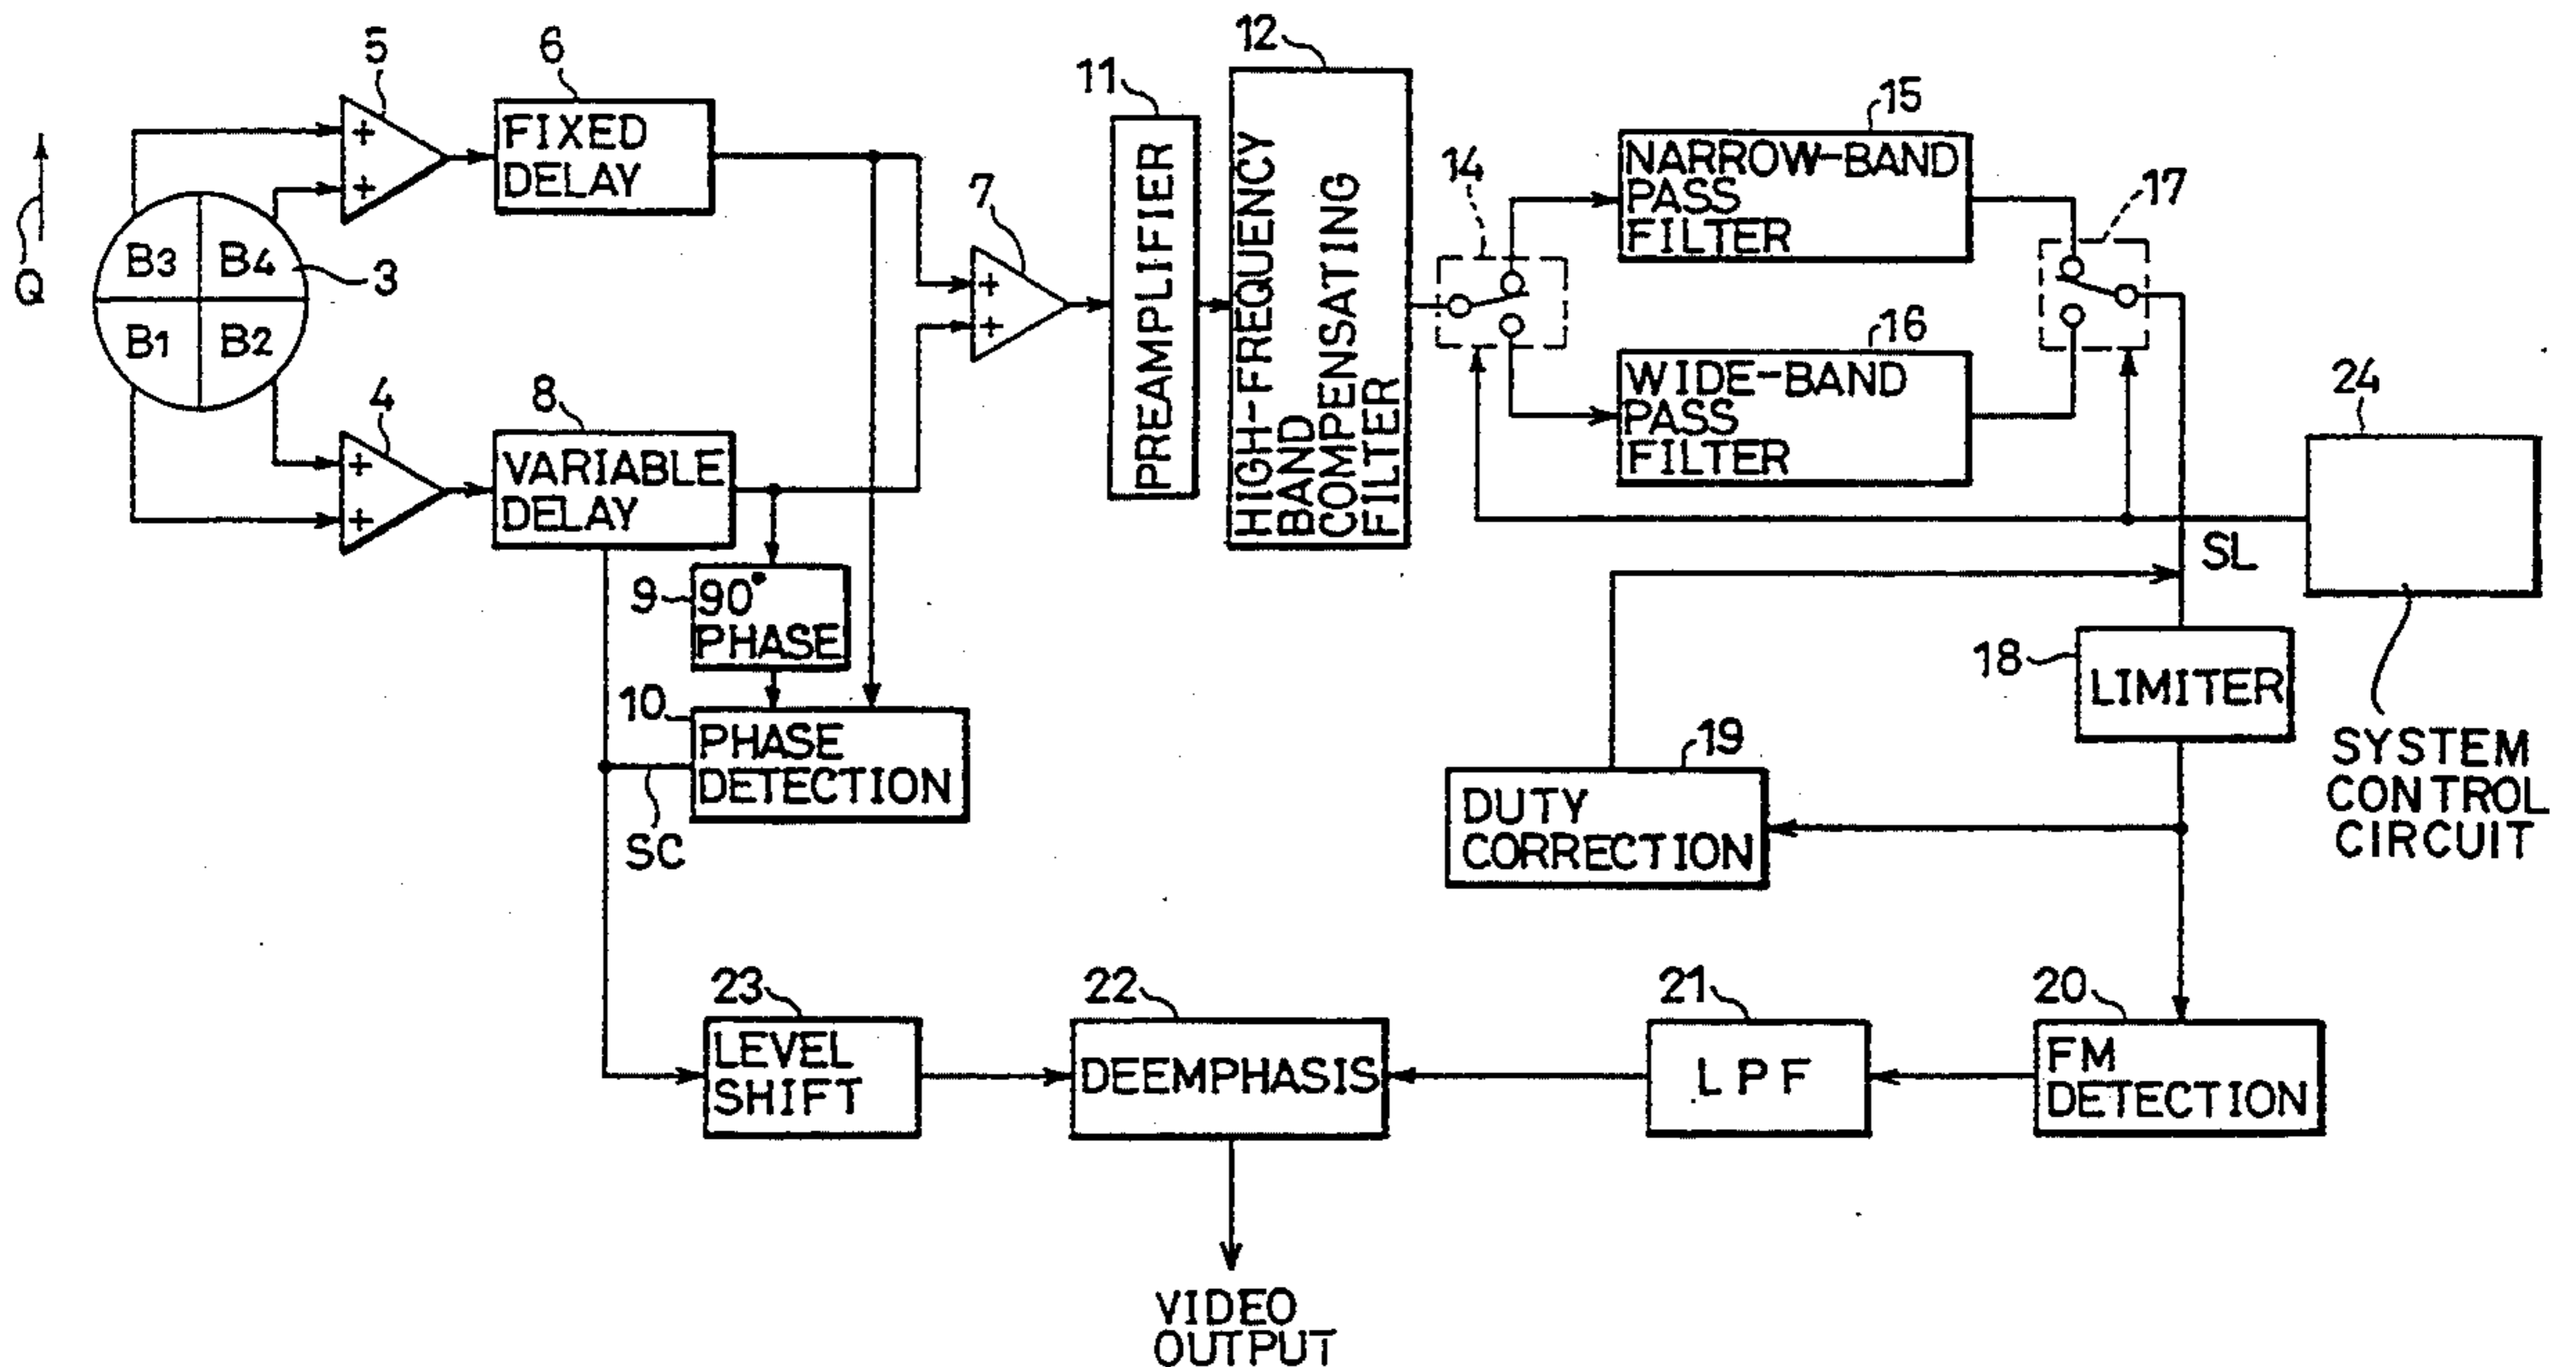 5
6
FIXED
DELAY
+
+
Q
B3
B4
B1
B2
3
4
+
+
8
VARIABLE
DELAY
9
90°
PHASE
10
PHASE
DETECTION
SC
7
+
+
11
PREAMPLIFIER
12
HIGH-FREQUENCY
BAND
COMPENSATING
FILTER
14
15
NARROW-BAND
PASS
FILTER
16
WIDE-BAND
PASS
FILTER
17
24
SL
SYSTEM
CONTROL
CIRCUIT
18
LIMITER
19
DUTY
CORRECTION
20
FM
DETECTION
21
LPF
22
DEEMPHASIS
23
LEVEL
SHIFT
VIDEO
OUTPUT